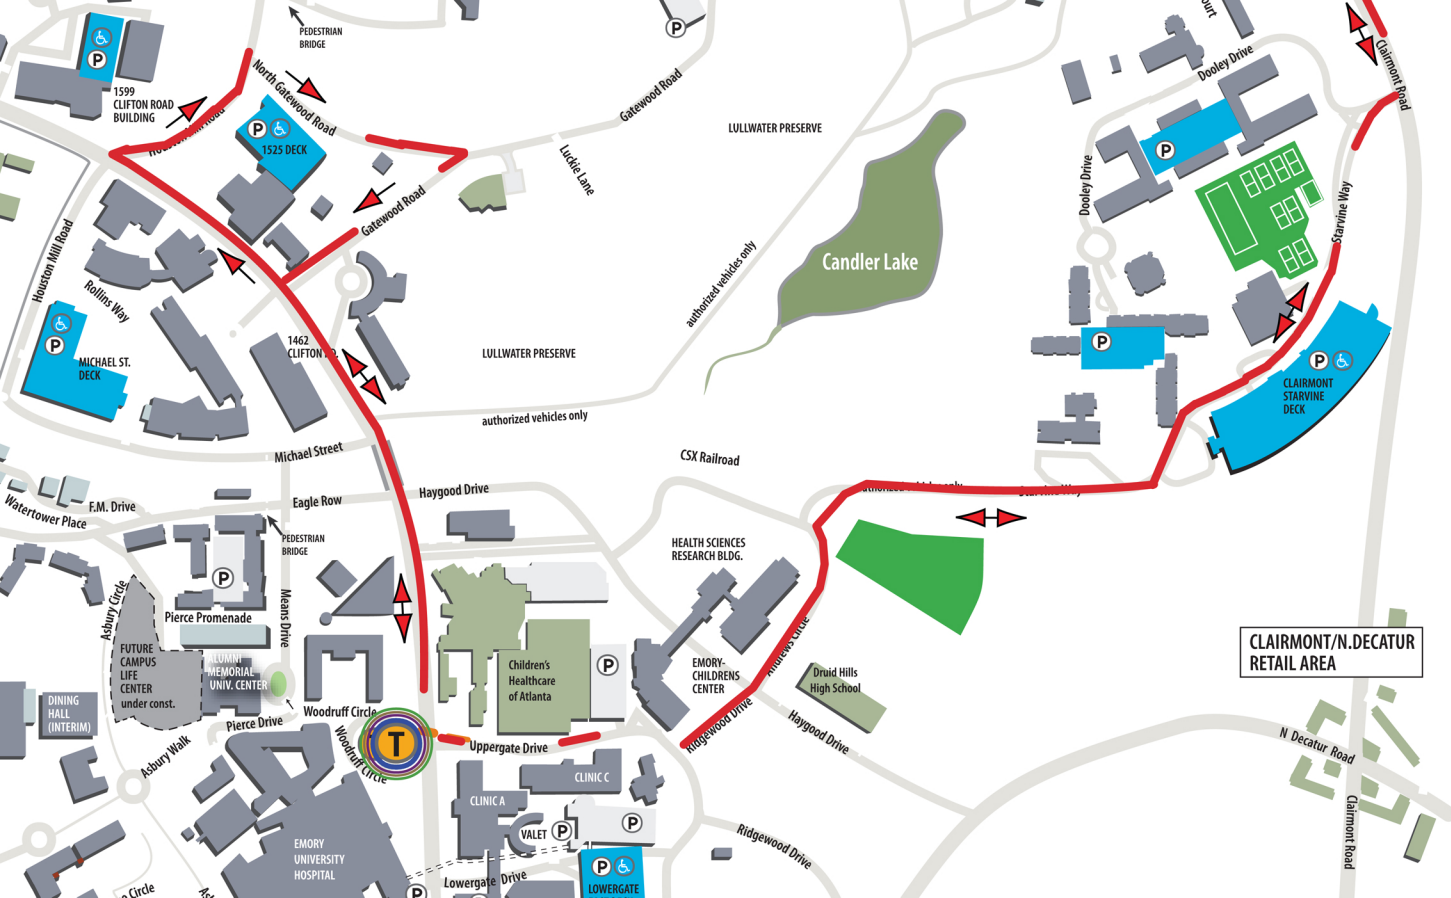 PEDESTRIAN
BRIDGE
P
1599
CLIFTON ROAD
BUILDING
North Gatewood Road
P
1525 DECK
Gatewood Road
Gatewood Road
Luckie Lane
LULLWATER PRESERVE
P
Candler Lake
authorized vehicles only
Dooley Drive
Dooley Drive
P
Clairmont Road
Starvine Way
Houston Mill Road
Rollins Way
P
MICHAEL ST.
DECK
1462
CLIFTON RD.
LULLWATER PRESERVE
authorized vehicles only
P
P
CLAIRMONT
STARVINE
DECK
Michael Street
CSX Railroad
Haygood Drive
Eagle Row
F.M. Drive
Watertower Place
PEDESTRIAN
BRIDGE
P
Starvine Way
HEALTH SCIENCES
RESEARCH BLDG.
Asbury Circle
Means Drive
Pierce Promenade
FUTURE
CAMPUS
LIFE
CENTER
under const.
ALUMNI
MEMORIAL
UNIV. CENTER
DINING
HALL
(INTERIM)
Children's
Healthcare
of Atlanta
P
EMORY-
CHILDRENS
CENTER
Andrews Circle
Druid Hills
High School
CLAIRMONT/N.DECATUR
RETAIL AREA
Woodruff Circle
Pierce Drive
Woodruff Circle
T
Uppergate Drive
Ridgewood Drive
Haygood Drive
N Decatur Road
Asbury Walk
CLINIC C
CLINIC A
VALET
P
P
Ridgewood Drive
Clairmont Road
EMORY
UNIVERSITY
HOSPITAL
Lowergate Drive
P
P
LOWERGATE
Circle